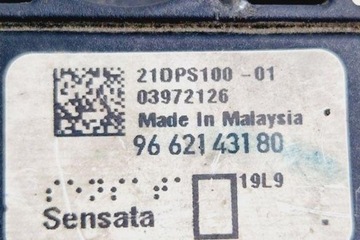 21DPS100-01
03972126
Made In Malaysia
96 621 431 80
19L9
Sensata